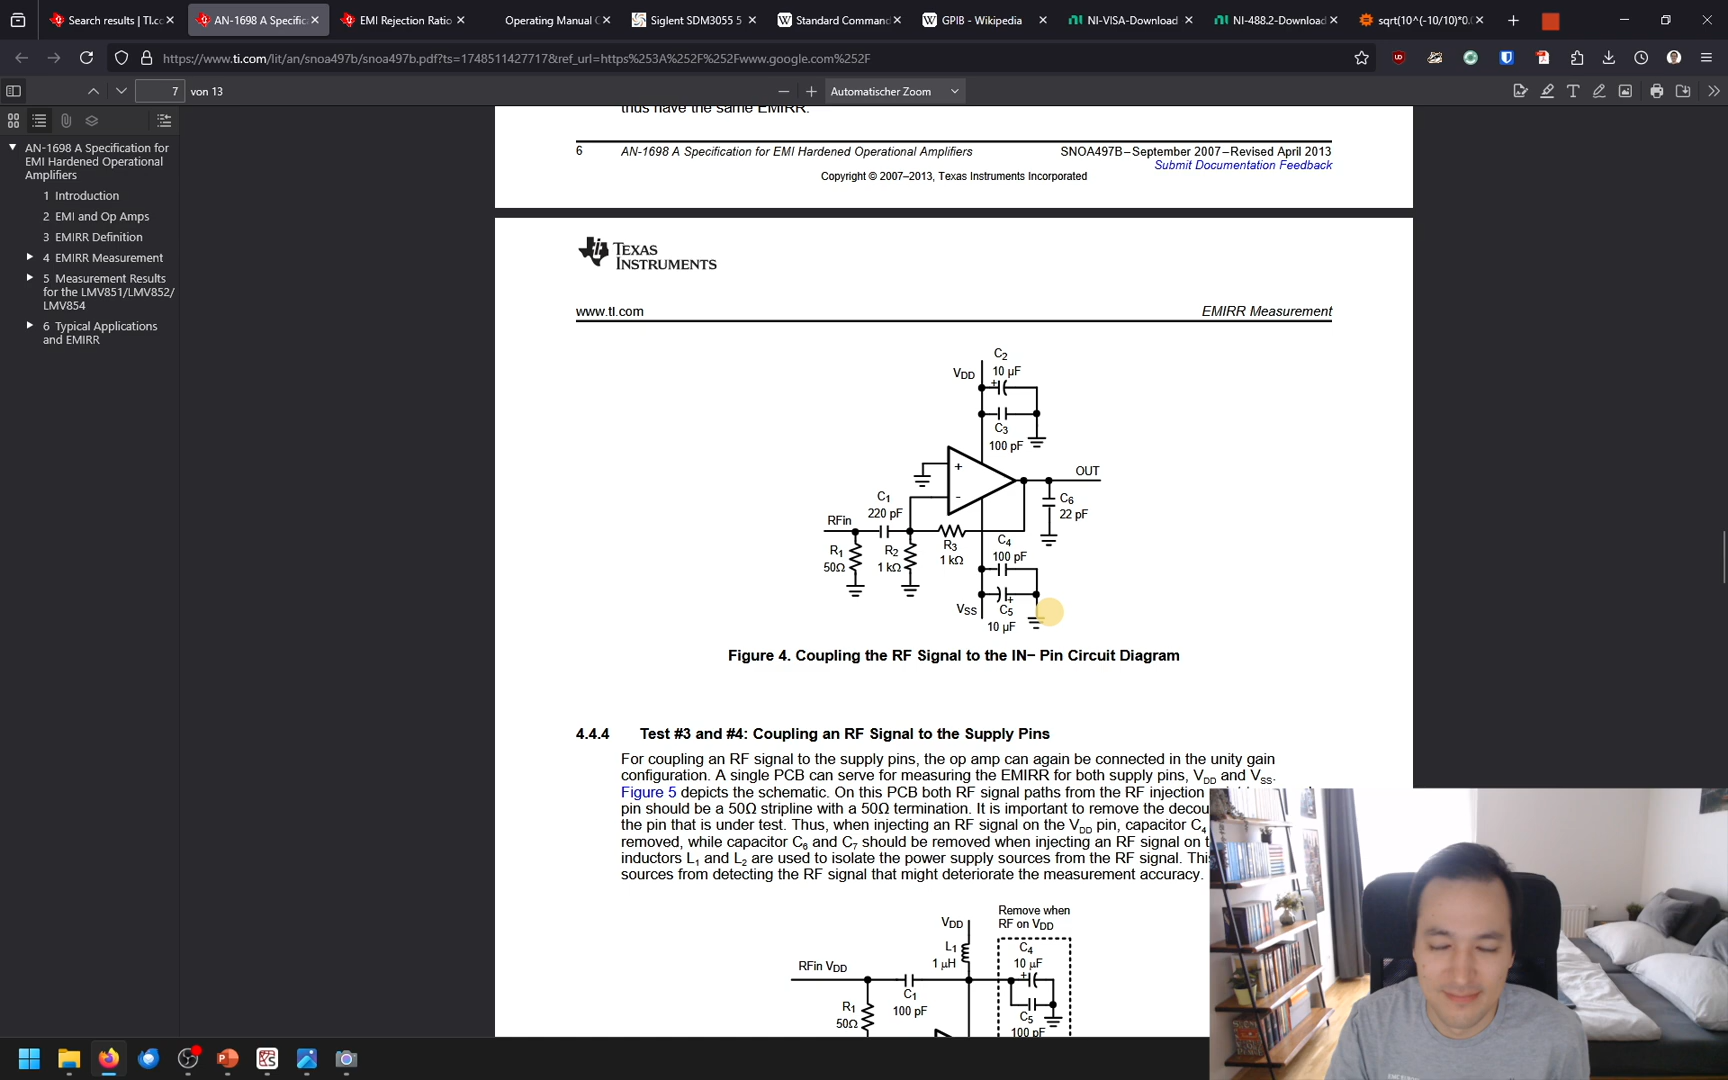 Search results | TI.cc
AN-1698 A Specific
EMI Rejection Ratio
Operating Manual (
Siglent SDM3055 5
Standard Comman
GPIB - Wikipedia
NI-VISA-Download
NI-488.2-Download
sqrt(10^(-10/10)*0.
https://www.ti.com/lit/an/snoa497b/snoa497b.pdf?ts=1748511427717&ref_url=https%253A%252F%252Fwww.google.com%252F
7 von 13
Automatischer Zoom
AN-1698 A Specification for
EMI Hardened Operational
Amplifiers
1 Introduction
2 EMI and Op Amps
3 EMIRR Definition
4 EMIRR Measurement
5 Measurement Results
for the LMV851/LMV852/
LMV854
6 Typical Applications
and EMIRR
thus have the same EMIRR.
6 AN-1698 A Specification for EMI Hardened Operational Amplifiers SNOA497B–September 2007–Revised April 2013
Submit Documentation Feedback
Copyright © 2007–2013, Texas Instruments Incorporated
TEXAS
INSTRUMENTS
www.ti.com EMIRR Measurement
C2
VDD 10 µF
+
C3
100 pF
+
OUT
-
C1
220 pF
C6
22 pF
RFin
R1
50Ω
R2
1 kΩ
R3
1 kΩ
C4
100 pF
+
VSS
C5
10 µF
Figure 4. Coupling the RF Signal to the IN− Pin Circuit Diagram
4.4.4 Test #3 and #4: Coupling an RF Signal to the Supply Pins
For coupling an RF signal to the supply pins, the op amp can again be connected in the unity gain
configuration. A single PCB can serve for measuring the EMIRR for both supply pins, VDD and VSS.
Figure 5 depicts the schematic. On this PCB both RF signal paths from the RF injection
pin should be a 50Ω stripline with a 50Ω termination. It is important to remove the decou
the pin that is under test. Thus, when injecting an RF signal on the VDD pin, capacitor C4
removed, while capacitor C6 and C7 should be removed when injecting an RF signal on t
inductors L1 and L2 are used to isolate the power supply sources from the RF signal. Thi
sources from detecting the RF signal that might deteriorate the measurement accuracy.
Remove when
RF on VDD
VDD
L1
1 µH
C4
10 µF
+
RFin VDD
C1
100 pF
R1
50Ω
C5
100 pF